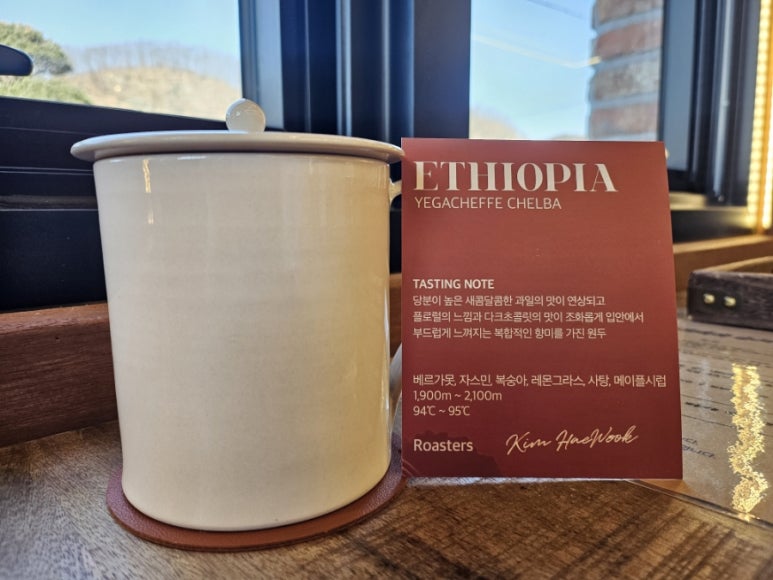 ETHIOPIA
YEGACHEFFE CHELBA
TASTING NOTE
당분이 높은 새콤달콤한 과일의 맛이 연상되고
플로럴의 느낌과 다크초콜릿의 맛이 조화롭게 입안에서
부드럽게 느껴지는 복합적인 향미를 가진 원두
베르가못, 자스민, 복숭아, 레몬그라스, 사탕, 메이플시럽
1,900m ~ 2,100m
94℃ ~ 95℃
Roasters Kim HaeWook